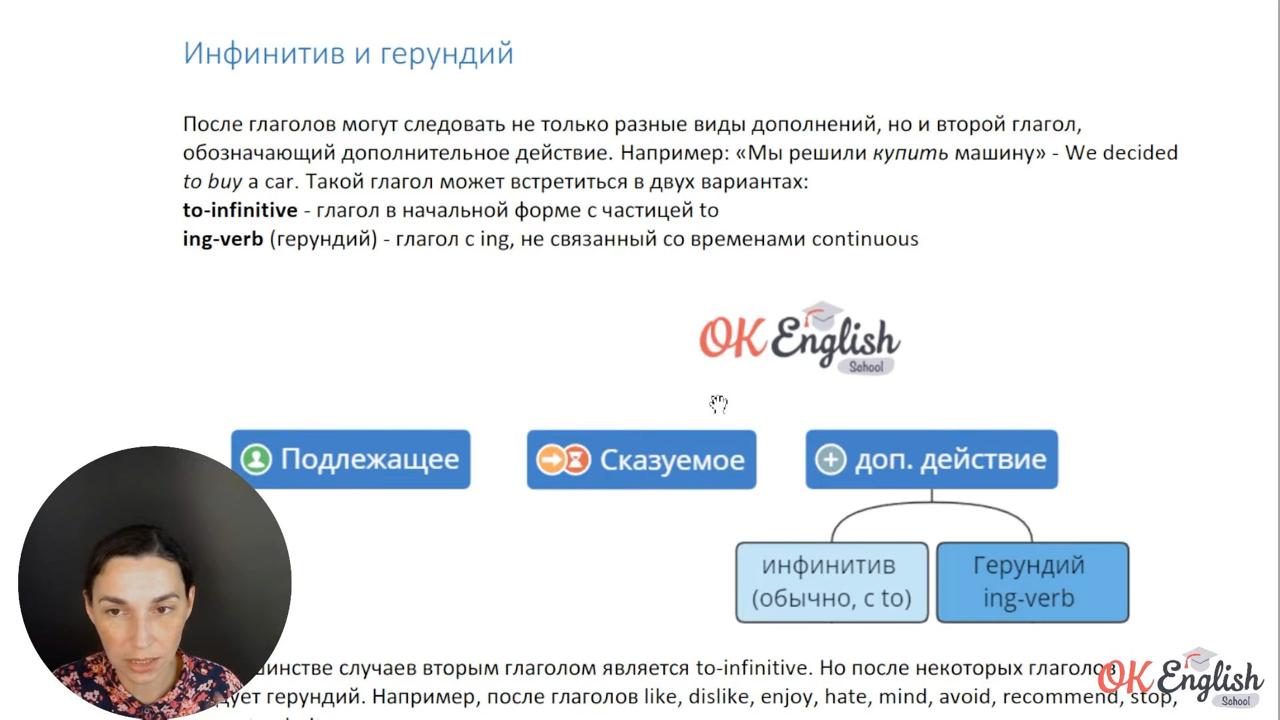 Инфинитив и герундий
После глаголов могут следовать не только разные виды дополнений, но и второй глагол,
обозначающий дополнительное действие. Например: «Мы решили купить машину» - We decided
to buy a car. Такой глагол может встретиться в двух вариантах:
to-infinitive - глагол в начальной форме с частицей to
ing-verb (герундий) - глагол с ing, не связанный со временами continuous
OK English
School
Подлежащее
Сказуемое
доп. действие
инфинитив
(обычно, с to)
Герундий
ing-verb
случаев вторым глаголом является to-infinitive. Но после некоторых глаголов
герундий. Например, после глаголов like, dislike, enjoy, hate, mind, avoid, recommend, stop,
OK English
School